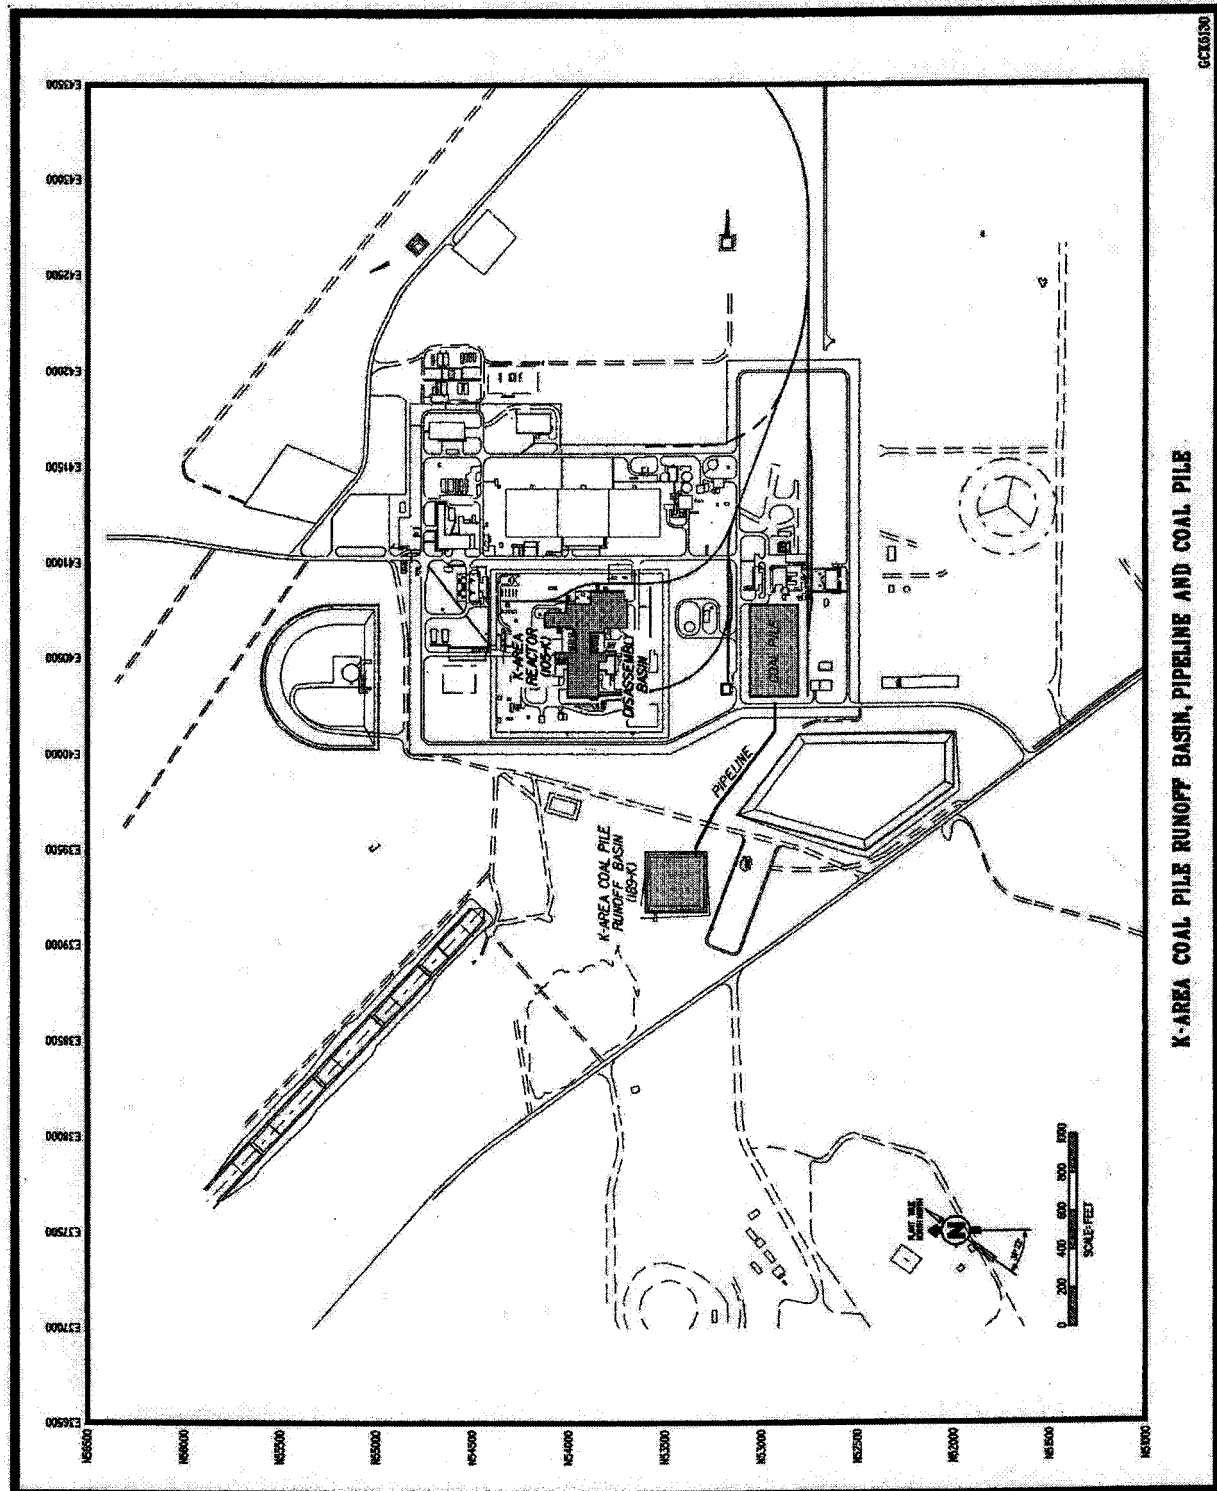 GCK6130
E43500
E43000
E42500
E42000
E41500
E41000
E40500
E40000
E39500
E39000
E38500
E38000
E37500
E37000
E36500
N56500
N56000
N55500
N55000
N54500
N54000
N53500
N53000
N52500
N52000
N51500
N51000
K-AREA
REACTOR
(105-K)
DISASSEMBLY
BASIN
COAL PILE
PIPELINE
K-AREA COAL PILE
RUNOFF BASIN
(189-K)
N
0 200 400 600 800 1000
SCALE: FEET
K-AREA COAL PILE RUNOFF BASIN, PIPELINE AND COAL PILE